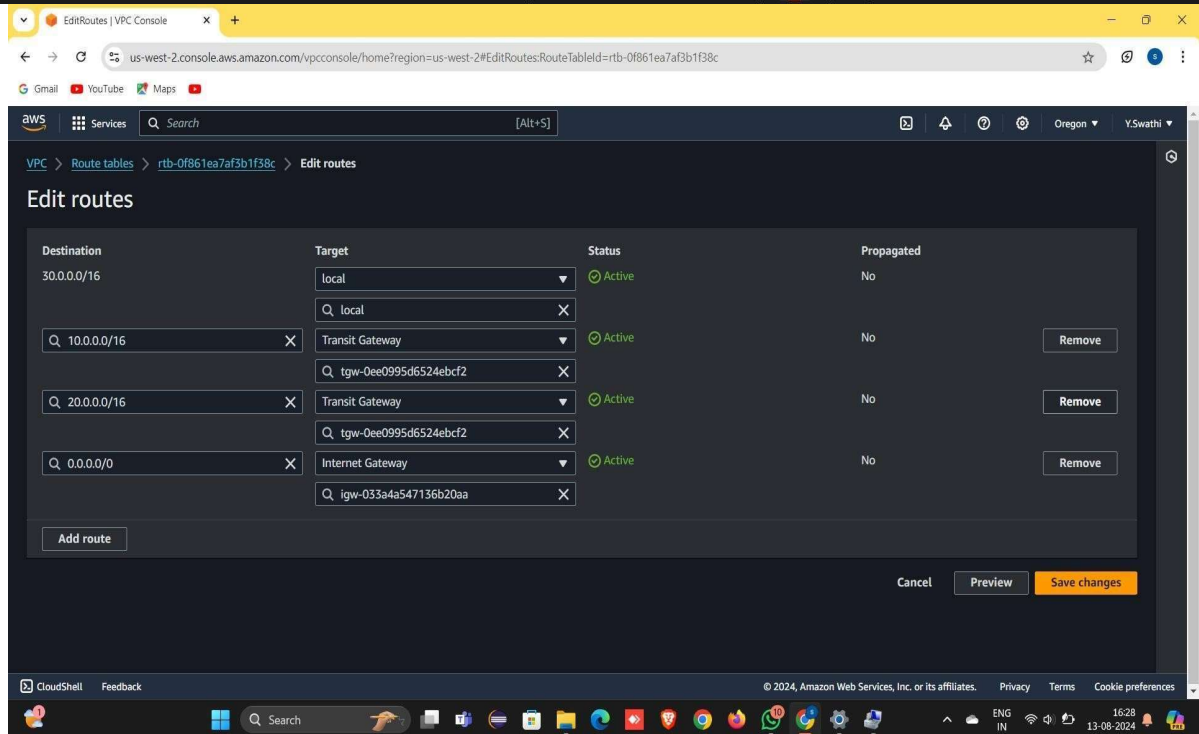 EditRoutes | VPC Console
us-west-2.console.aws.amazon.com/vpcconsole/home?region=us-west-2#EditRoutes:RouteTableId=rtb-0f861ea7af3b1f38c
S
Gmail YouTube Maps
aws Services Search [Alt+S] Oregon Y.Swathi
VPC > Route tables > rtb-0f861ea7af3b1f38c > Edit routes
Edit routes
Destination Target Status Propagated
30.0.0.0/16 local Active No
local
10.0.0.0/16 Transit Gateway Active No Remove
tgw-0ee0995d6524ebcf2
20.0.0.0/16 Transit Gateway Active No Remove
tgw-0ee0995d6524ebcf2
0.0.0.0/0 Internet Gateway Active No Remove
igw-033a4a547136b20aa
Add route
Cancel Preview Save changes
CloudShell Feedback © 2024, Amazon Web Services, Inc. or its affiliates. Privacy Terms Cookie preferences
1 Search 10 ENG 16:28
IN 13-08-2024